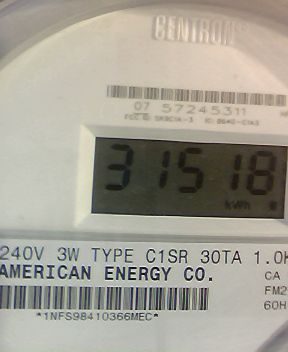 CENTRON®
07 57245311
31518
kWh
240V 3W TYPE C1SR 30TA 1.0K
AMERICAN ENERGY CO.
CA
FM2
60H
*1NFS98410366MEC*